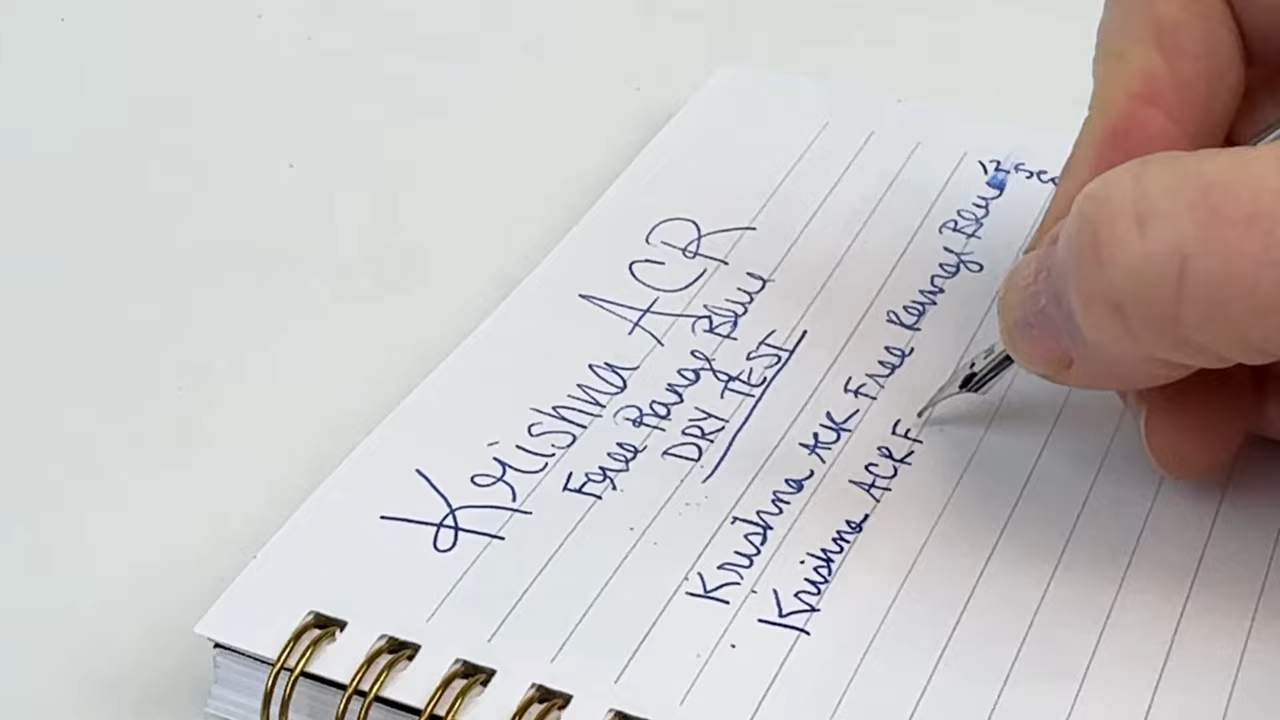 Krishna ACR
Free Range Blue
DRY TEST
Krishna ACR Free Range Blue 12 sec
Krishna ACR F